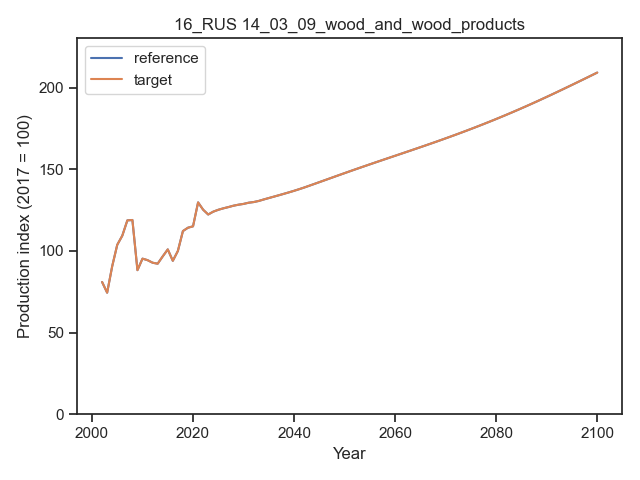 16_RUS 14_03_09_wood_and_wood_products
reference
target
Production index (2017 = 100)
200
150
100
50
0
2000
2020
2040
2060
2080
2100
Year